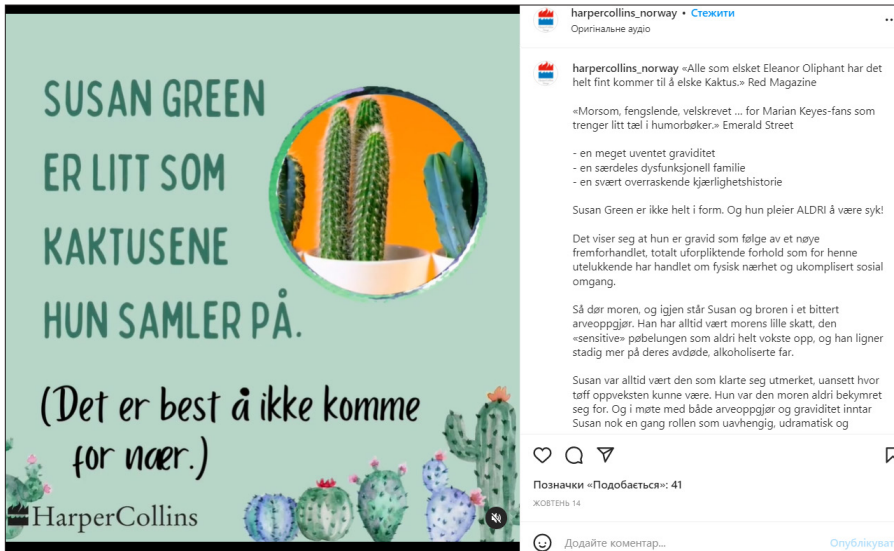 SUSAN GREEN
ER LITT SOM
KAKTUSENE
HUN SAMLER PÅ.
(Det er best å ikke komme
for nær.)
HarperCollins
harpercollins_norway • Стежити
Оригінальне аудіо
harpercollins_norway «Alle som elsket Eleanor Oliphant har det
helt fint kommer til å elske Kaktus.» Red Magazine
«Morsom, fengslende, velskrevet ... for Marian Keyes-fans som
trenger litt tæl i humorbøker.» Emerald Street
- en meget uventet graviditet
- en særdeles dysfunksjonell familie
- en svært overraskende kjærlighetshistorie
Susan Green er ikke helt i form. Og hun pleier ALDRI å være syk!
Det viser seg at hun er gravid som følge av et nøye
fremforhandlet, totalt uforpliktende forhold som for henne
utelukkende har handlet om fysisk nærhet og ukomplisert sosial
omgang.
Så dør moren, og igjen står Susan og broren i et bittert
arveoppgjør. Han har alltid vært morens lille skatt, den
«sensitive» pøbelungen som aldri helt vokste opp, og han ligner
stadig mer på deres avdøde, alkoholiserte far.
Susan var alltid vært den som klarte seg utmerket, uansett hvor
tøff oppveksten kunne være. Hun var den moren aldri bekymret
seg for. Og i møte med både arveoppgjør og graviditet inntar
Susan nok en gang rollen som uavhengig, udramatisk og
Позначки «Подобається»: 41
ЖОВТЕНЬ 14
Додайте коментар...
Опублікуват